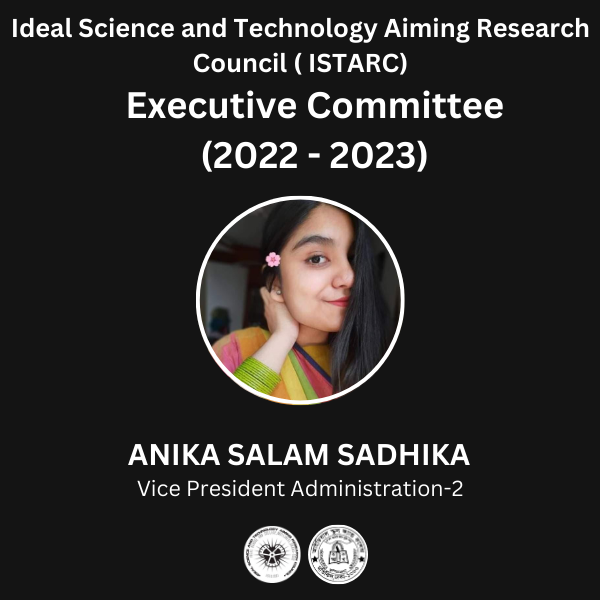 Ideal Science and Technology Aiming Research
Council ( ISTARC)
Executive Committee
(2022 - 2023)
ANIKA SALAM SADHIKA
Vice President Administration-2